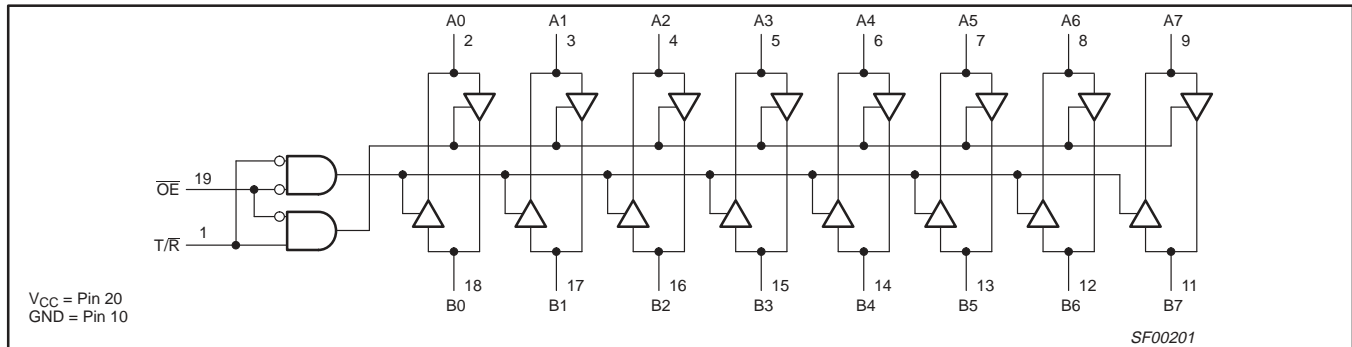 A0 A1 A2 A3 A4 A5 A6 A7
2 3 4 5 6 7 8 9
OE 19
T/R 1
18 17 16 15 14 13 12 11
B0 B1 B2 B3 B4 B5 B6 B7
VCC = Pin 20
GND = Pin 10
SF00201